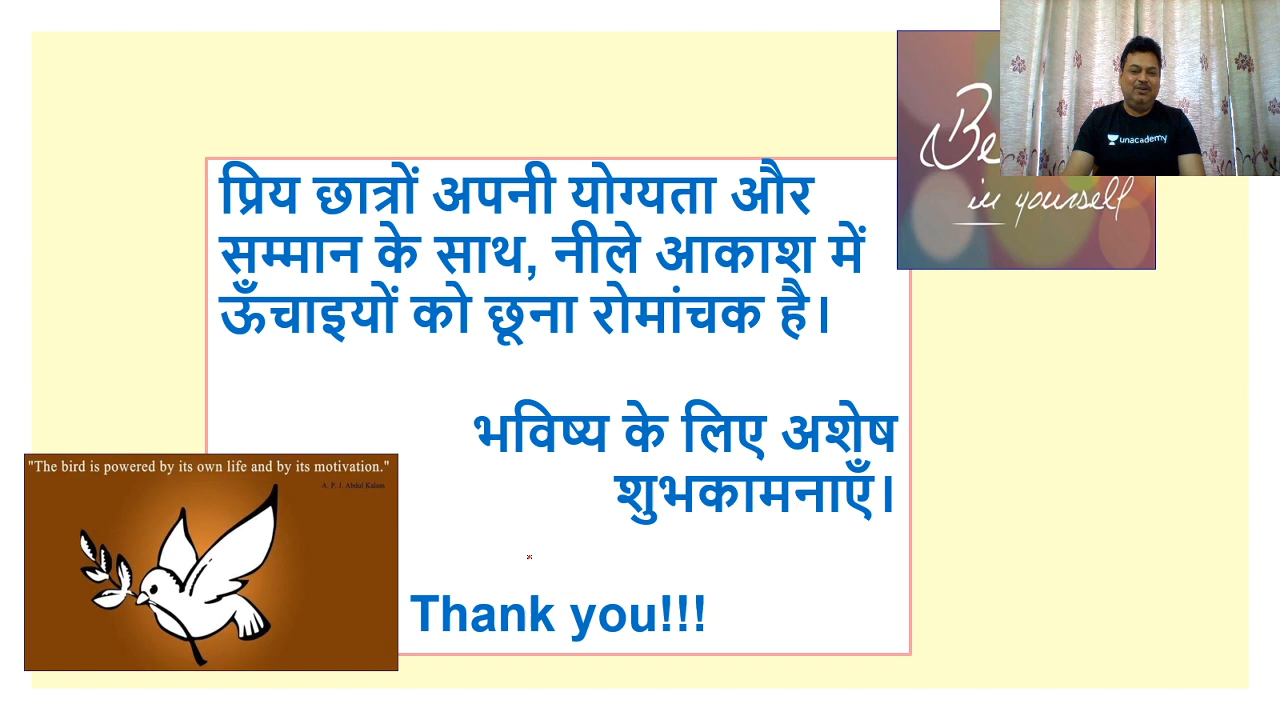 Be
in yourself
unacademy
प्रिय छात्रों अपनी योग्यता और
सम्मान के साथ, नीले आकाश में
ऊँचाइयों को छूना रोमांचक है।
भविष्य के लिए अशेष
शुभकामनाएँ।
"The bird is powered by its own life and by its motivation."
A. P. J. Abdul Kalam
Thank you!!!